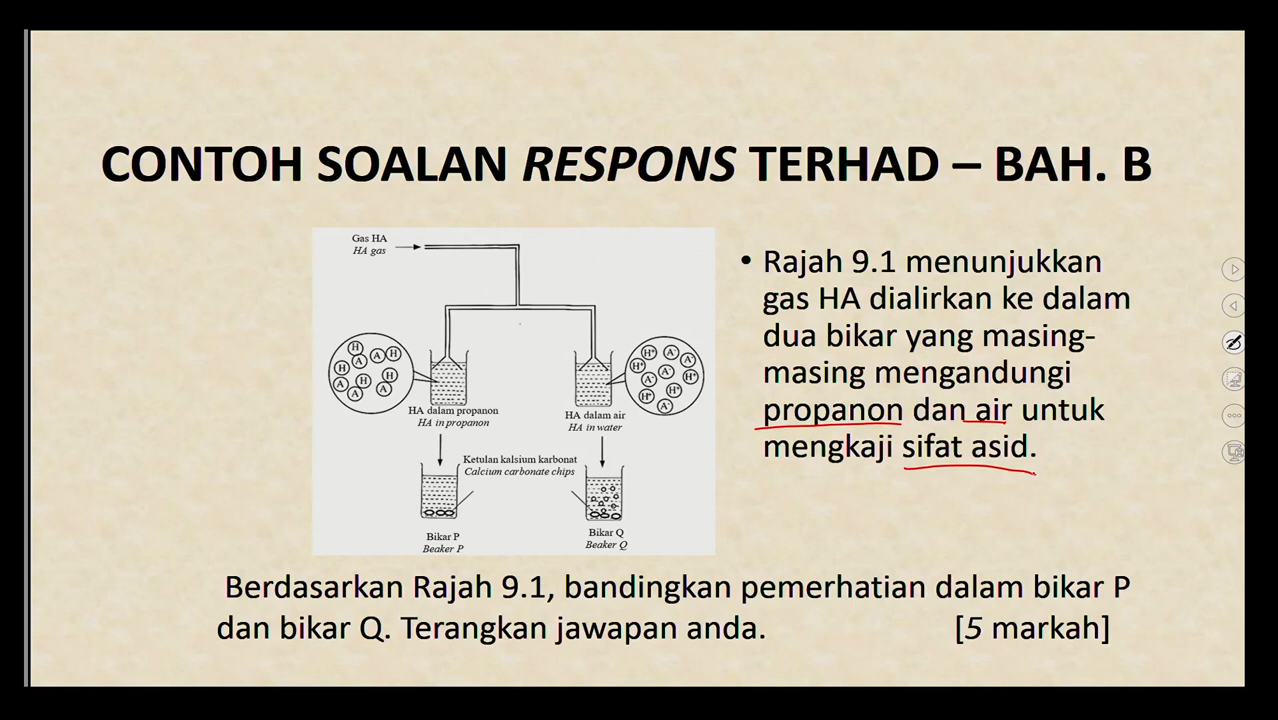 CONTOH SOALAN RESPONS TERHAD – BAH. B
Gas HA
HA gas
H
H
A
A
H
H
A
H
A
A
H⁺
A⁻
A⁻
H⁺
A⁻
H⁺
A⁻
H⁺
H⁺
A⁻
HA dalam propanon
HA in propanon
HA dalam air
HA in water
Ketulan kalsium karbonat
Calcium carbonate chips
Bikar P
Beaker P
Bikar Q
Beaker Q
• Rajah 9.1 menunjukkan
gas HA dialirkan ke dalam
dua bikar yang masing-
masing mengandungi
propanon dan air untuk
mengkaji sifat asid.
Berdasarkan Rajah 9.1, bandingkan pemerhatian dalam bikar P
dan bikar Q. Terangkan jawapan anda. [5 markah]